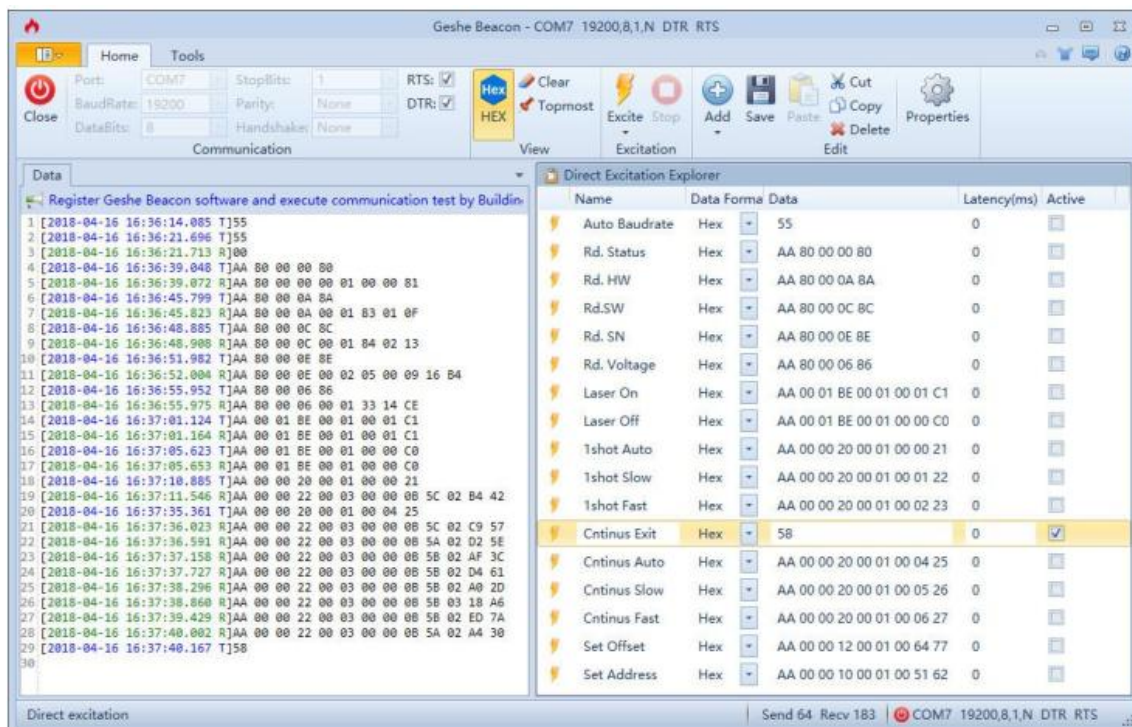 Geshe Beacon - COM7 19200,8,1,N DTR RTS
Home Tools
Close
Port: COM7 StopBits: 1 RTS:
BaudRate: 19200 Parity: None DTR:
DataBits: 8 Handshake: None
Communication
Hex
HEX
Clear
Topmost
View
Excite Stop
Excitation
Add Save Paste
Cut
Copy
Delete
Edit
Properties
Data
Register Geshe Beacon software and execute communication test by Buildin
1 [2018-04-16 16:36:14.085 T]55
2 [2018-04-16 16:36:21.696 T]55
3 [2018-04-16 16:36:21.713 R]00
4 [2018-04-16 16:36:39.048 T]AA 80 00 00 80
5 [2018-04-16 16:36:39.072 R]AA 80 00 00 00 01 00 00 81
6 [2018-04-16 16:36:45.799 T]AA 80 00 0A 8A
7 [2018-04-16 16:36:45.823 R]AA 80 00 0A 00 01 83 01 0F
8 [2018-04-16 16:36:48.885 T]AA 80 00 0C 8C
9 [2018-04-16 16:36:48.908 R]AA 80 00 0C 00 01 84 02 13
10 [2018-04-16 16:36:51.982 T]AA 80 00 0E 8E
11 [2018-04-16 16:36:52.004 R]AA 80 00 0E 00 02 05 00 09 16 B4
12 [2018-04-16 16:36:55.952 T]AA 80 00 06 86
13 [2018-04-16 16:36:55.975 R]AA 80 00 06 00 01 33 14 CE
14 [2018-04-16 16:37:01.124 T]AA 00 01 BE 00 01 00 01 C1
15 [2018-04-16 16:37:01.164 R]AA 00 01 BE 00 01 00 01 C1
16 [2018-04-16 16:37:05.623 T]AA 00 01 BE 00 01 00 00 C0
17 [2018-04-16 16:37:05.653 R]AA 00 01 BE 00 01 00 00 C0
18 [2018-04-16 16:37:10.885 T]AA 00 00 20 00 01 00 00 21
19 [2018-04-16 16:37:11.546 R]AA 00 00 22 00 03 00 00 0B 5C 02 B4 42
20 [2018-04-16 16:37:35.361 T]AA 00 00 20 00 01 00 04 25
21 [2018-04-16 16:37:36.023 R]AA 00 00 22 00 03 00 00 0B 5C 02 C9 57
22 [2018-04-16 16:37:36.591 R]AA 00 00 22 00 03 00 00 0B 5A 02 D2 5E
23 [2018-04-16 16:37:37.158 R]AA 00 00 22 00 03 00 00 0B 5B 02 AF 3C
24 [2018-04-16 16:37:37.727 R]AA 00 00 22 00 03 00 00 0B 5B 02 D4 61
25 [2018-04-16 16:37:38.296 R]AA 00 00 22 00 03 00 00 0B 5B 02 A0 2D
26 [2018-04-16 16:37:38.860 R]AA 00 00 22 00 03 00 00 0B 5B 03 18 A6
27 [2018-04-16 16:37:39.429 R]AA 00 00 22 00 03 00 00 0B 5B 02 ED 7A
28 [2018-04-16 16:37:40.002 R]AA 00 00 22 00 03 00 00 0B 5A 02 A4 30
29 [2018-04-16 16:37:40.167 T]58
30
Direct Excitation Explorer
Name Data Forma Data Latency(ms) Active
Auto Baudrate Hex 55 0
Rd. Status Hex AA 80 00 00 80 0
Rd. HW Hex AA 80 00 0A 8A 0
Rd.SW Hex AA 80 00 0C 8C 0
Rd. SN Hex AA 80 00 0E 8E 0
Rd. Voltage Hex AA 80 00 06 86 0
Laser On Hex AA 00 01 BE 00 01 00 01 C1 0
Laser Off Hex AA 00 01 BE 00 01 00 00 C0 0
1shot Auto Hex AA 00 00 20 00 01 00 00 21 0
1shot Slow Hex AA 00 00 20 00 01 00 01 22 0
1shot Fast Hex AA 00 00 20 00 01 00 02 23 0
Cntinus Exit Hex 58 0
Cntinus Auto Hex AA 00 00 20 00 01 00 04 25 0
Cntinus Slow Hex AA 00 00 20 00 01 00 05 26 0
Cntinus Fast Hex AA 00 00 20 00 01 00 06 27 0
Set Offset Hex AA 00 00 12 00 01 00 64 77 0
Set Address Hex AA 00 00 10 00 01 00 51 62 0
Direct excitation
Send 64 Recv 183 COM7 19200,8,1,N DTR RTS